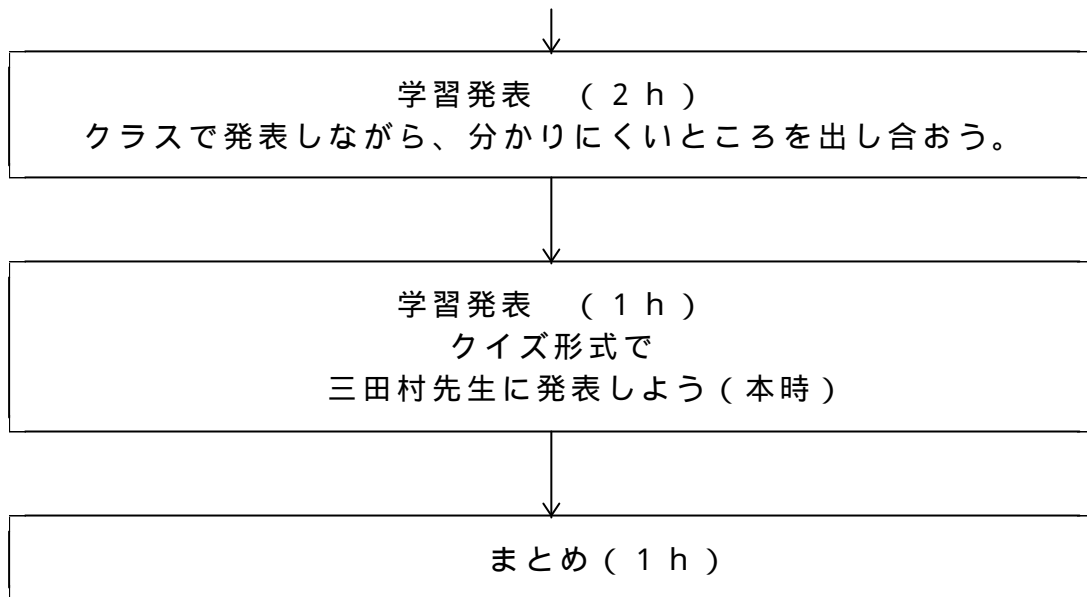 学習発表　（２ｈ）
クラスで発表しながら、分かりにくいところを出し合おう。
学習発表　（１ｈ）
クイズ形式で
三田村先生に発表しよう（本時）
まとめ（１ｈ）